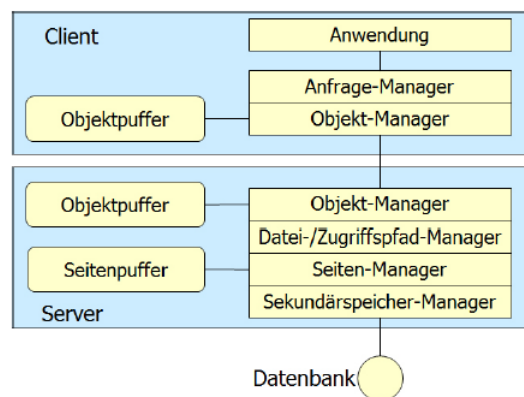 Client
Anwendung
Anfrage-Manager
Objektpuffer
Objekt-Manager
Objektpuffer
Objekt-Manager
Datei-/Zugriffspfad-Manager
Seitenpuffer
Seiten-Manager
Sekundärspeicher-Manager
Server
Datenbank